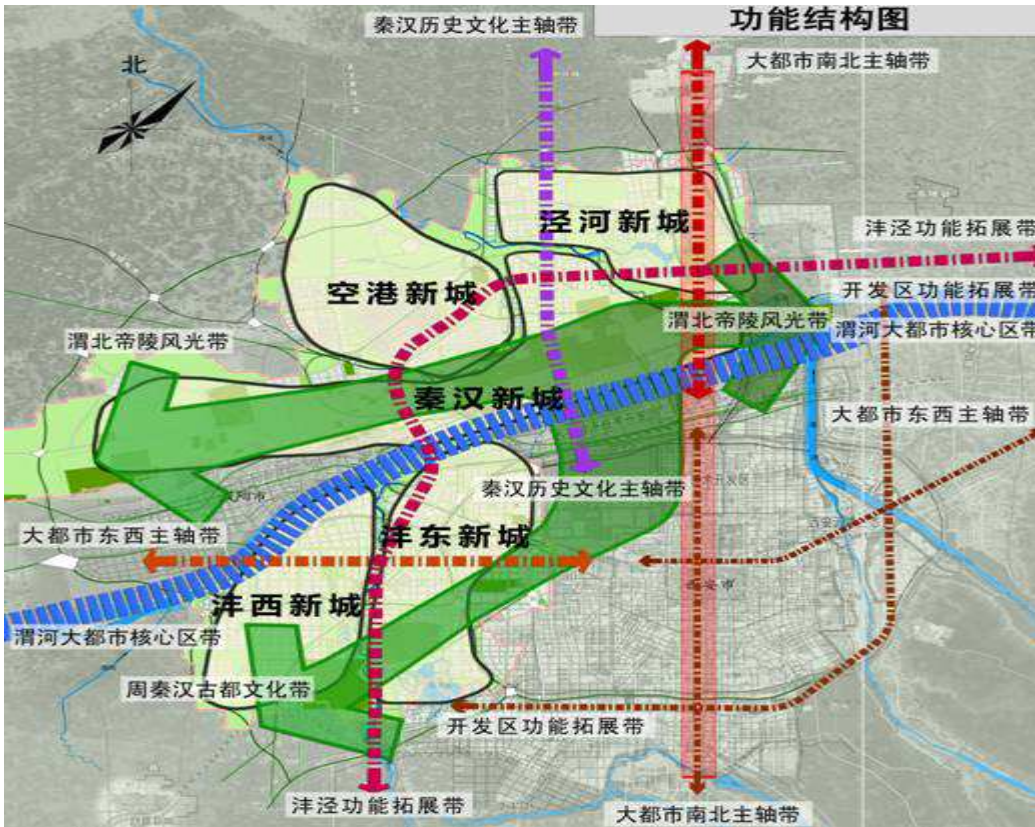 功能结构图
秦汉历史文化主轴带
大都市南北主轴带
北
泾河新城
沣泾功能拓展带
空港新城
开发区功能拓展带
渭北帝陵风光带
渭河大都市核心区带
渭北帝陵风光带
秦汉新城
大都市东西主轴带
秦汉历史文化主轴带
大都市东西主轴带
沣东新城
西安市
沣西新城
渭河大都市核心区带
周秦汉古都文化带
开发区功能拓展带
沣泾功能拓展带
大都市南北主轴带